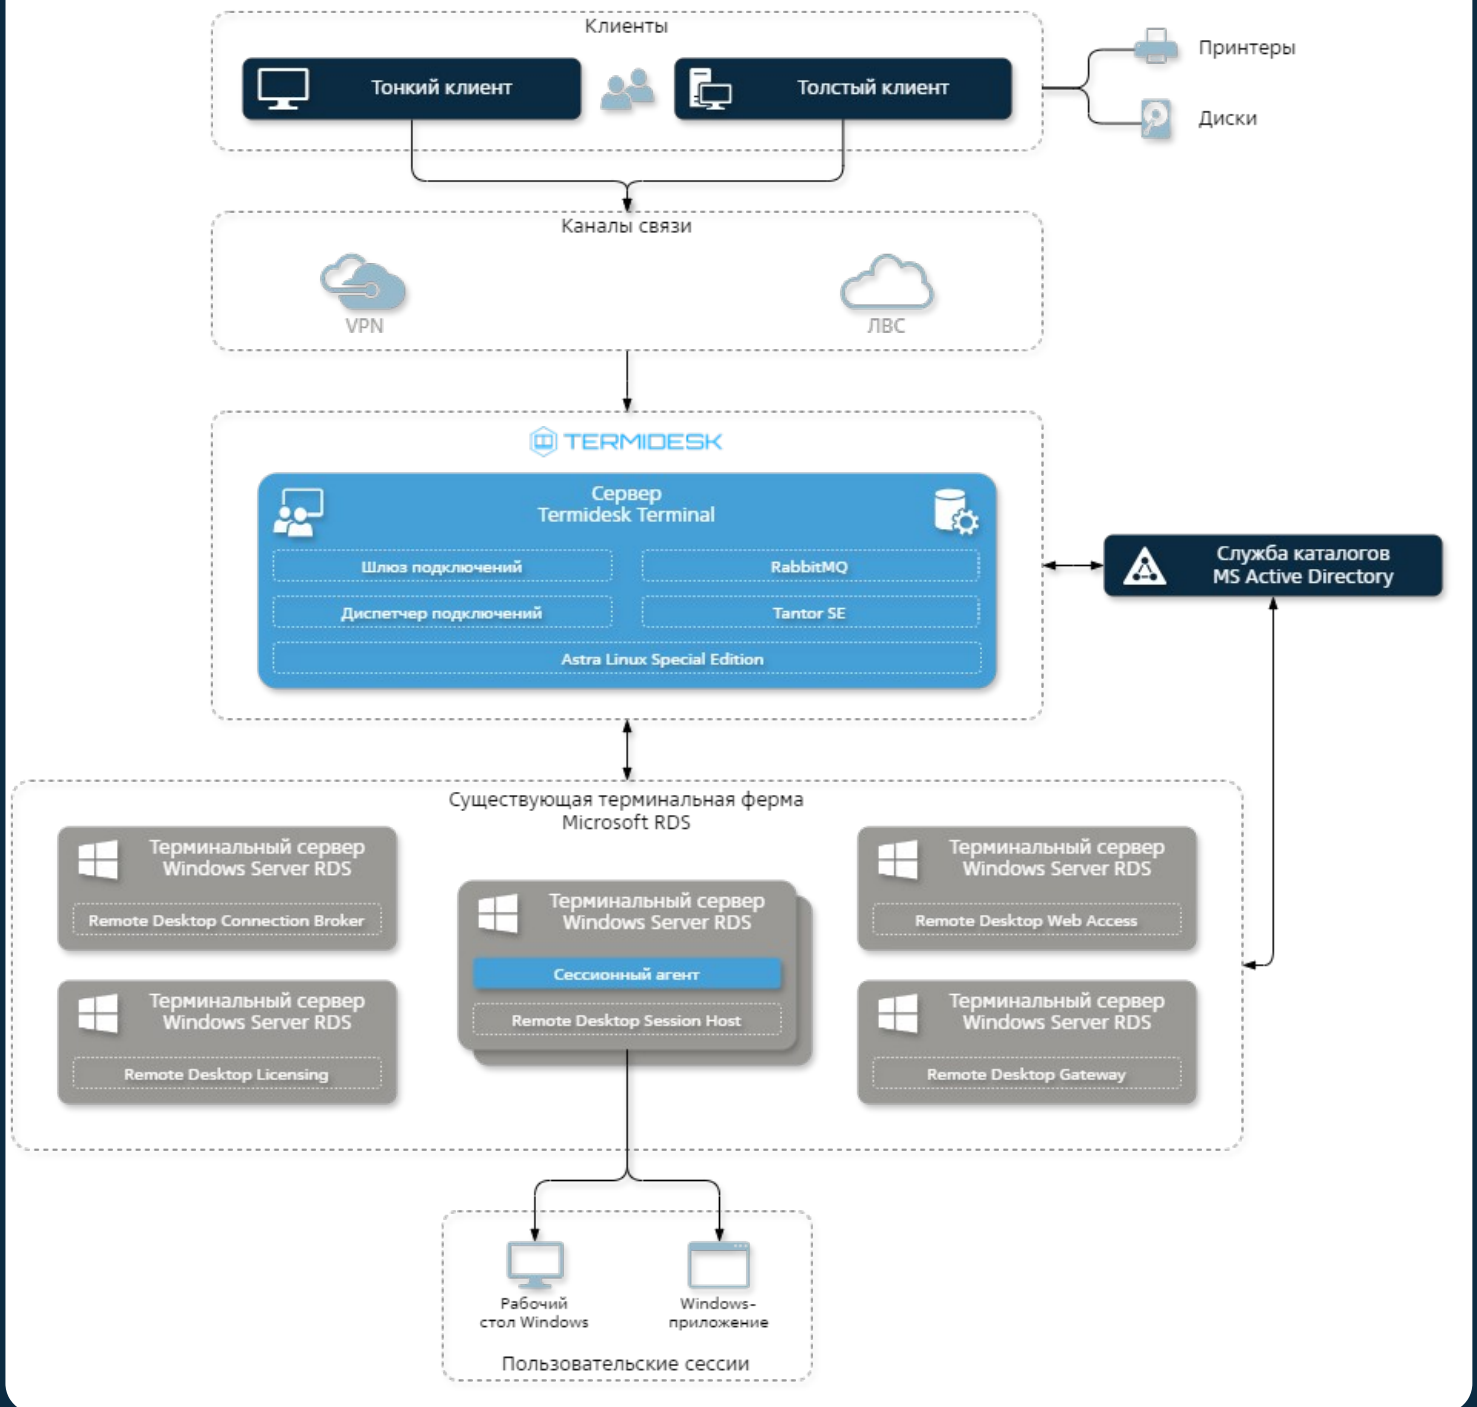 Клиенты
Тонкий клиент
Толстый клиент
Принтеры
Диски
Каналы связи
VPN
ЛВС
TERMIDESK
Сервер
Termidesk Terminal
Шлюз подключений
RabbitMQ
Диспетчер подключений
Tantor SE
Astra Linux Special Edition
Служба каталогов
MS Active Directory
Существующая терминальная ферма
Microsoft RDS
Терминальный сервер
Windows Server RDS
Remote Desktop Connection Broker
Терминальный сервер
Windows Server RDS
Сессионный агент
Remote Desktop Session Host
Терминальный сервер
Windows Server RDS
Remote Desktop Web Access
Терминальный сервер
Windows Server RDS
Remote Desktop Licensing
Терминальный сервер
Windows Server RDS
Remote Desktop Gateway
Рабочий
стол Windows
Windows-
приложение
Пользовательские сессии